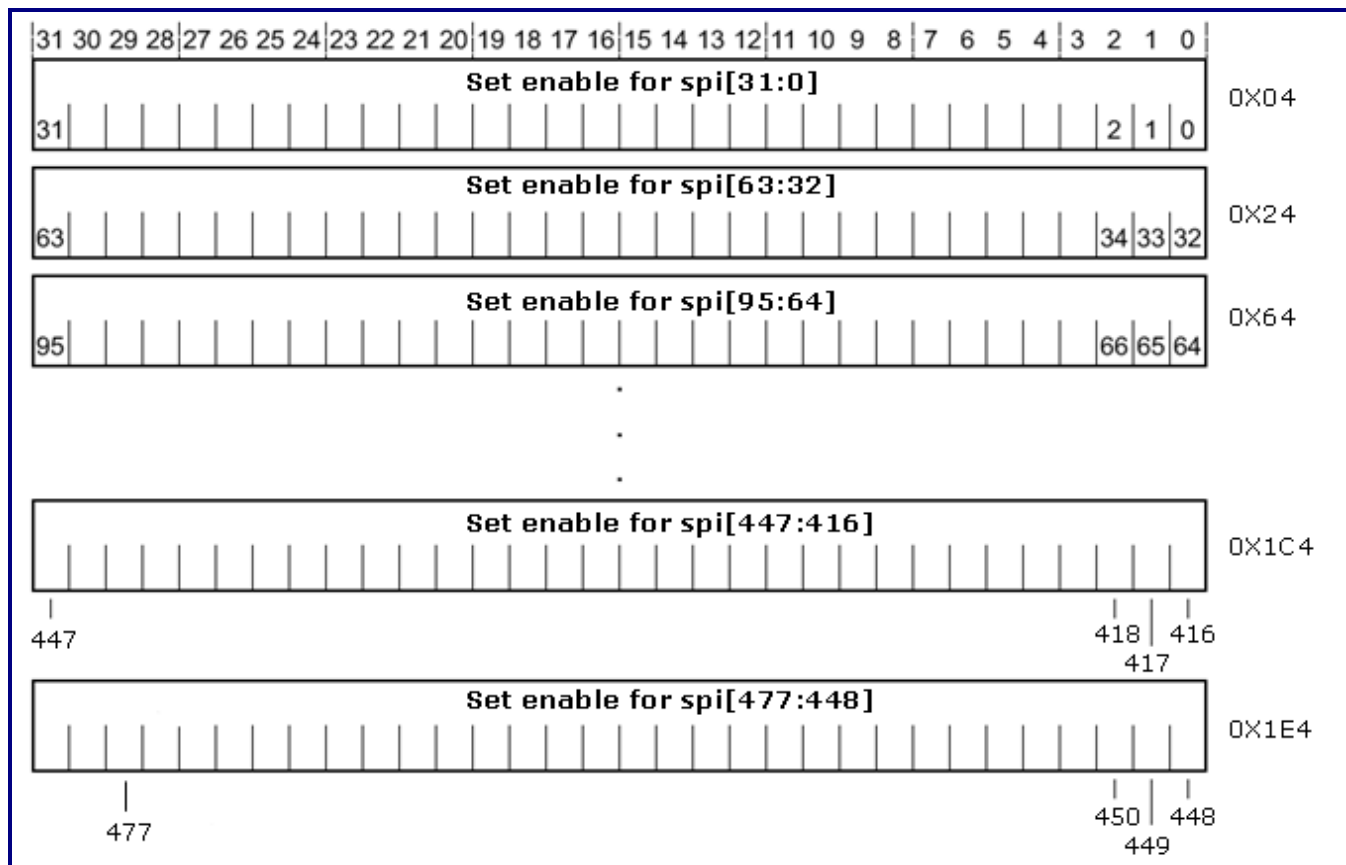 31 30 29 28 27 26 25 24 23 22 21 20 19 18 17 16 15 14 13 12 11 10 9 8 7 6 5 4 3 2 1 0
Set enable for spi[31:0]
0X04
31 2 1 0
Set enable for spi[63:32]
0X24
63 34 33 32
Set enable for spi[95:64]
0X64
95 66 65 64
Set enable for spi[447:416]
0X1C4
447 418 416
417
Set enable for spi[477:448]
0X1E4
477 450 448
449